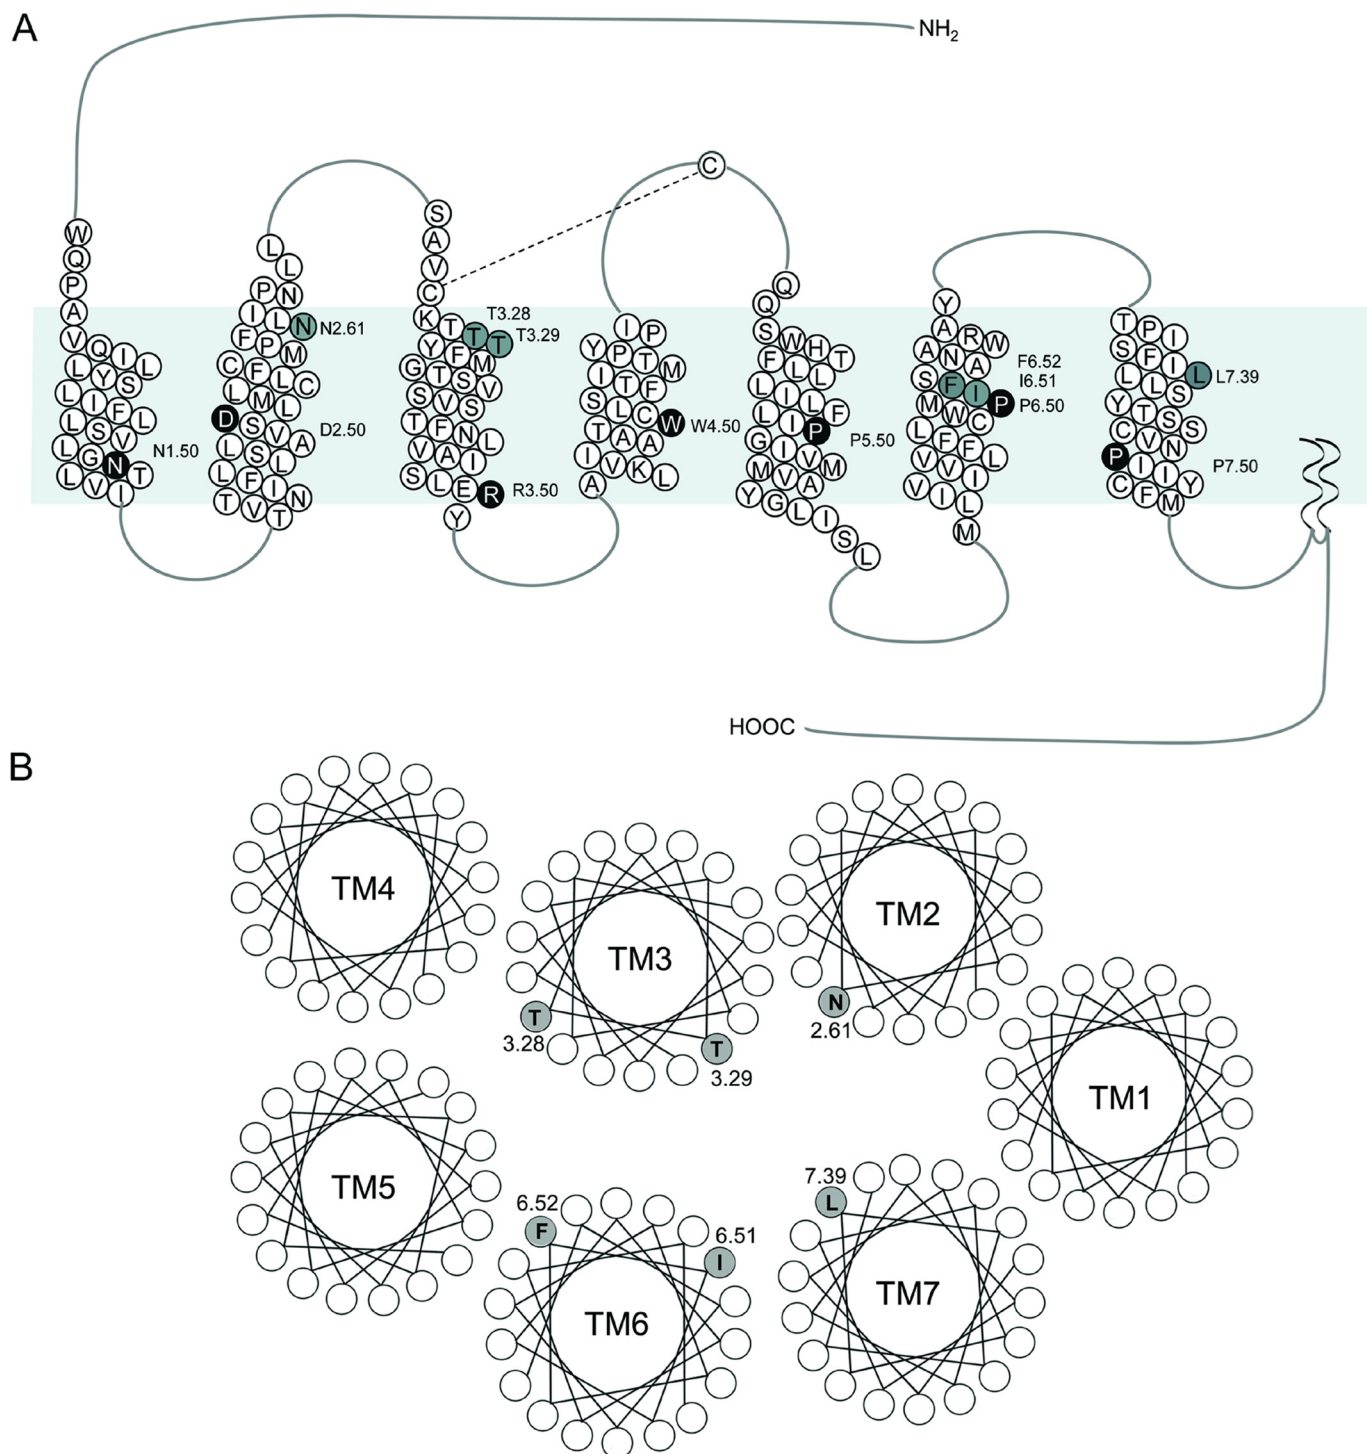 A
NH₂
W
Q
P
A
V Q I L
L Y S
L I F L
L S V
L G N T
L V I
N1.50
L
L
P N
I L N
F P M
C F L C
L M L
D S V A
L S L
L F I N
T V T
N2.61
D2.50
S
A
V
C
K T T T
Y F M
G T S V
S V S
T F N L
V A I
S L E R
Y
T3.28
T3.29
R3.50
I P
Y P T M
I T F
S L C W
T A A
I V K L
A
W4.50
C
Q
Q
S W H T
F L L
L I L F
L I P
G I V M
M V A
Y G L I S L
P5.50
Y
A R W
A N A
S F I P
M W C
L F F L
V V I
V I L
M
F6.52
I6.51
P6.50
T P I
S F I L
L L S
Y T S S
C V N
P I I Y
C F M
L7.39
P7.50
HOOC
B
TM4
TM3
T
3.28
T
3.29
TM2
N
2.61
TM1
TM5
6.52
F
6.51
I
TM6
7.39
L
TM7